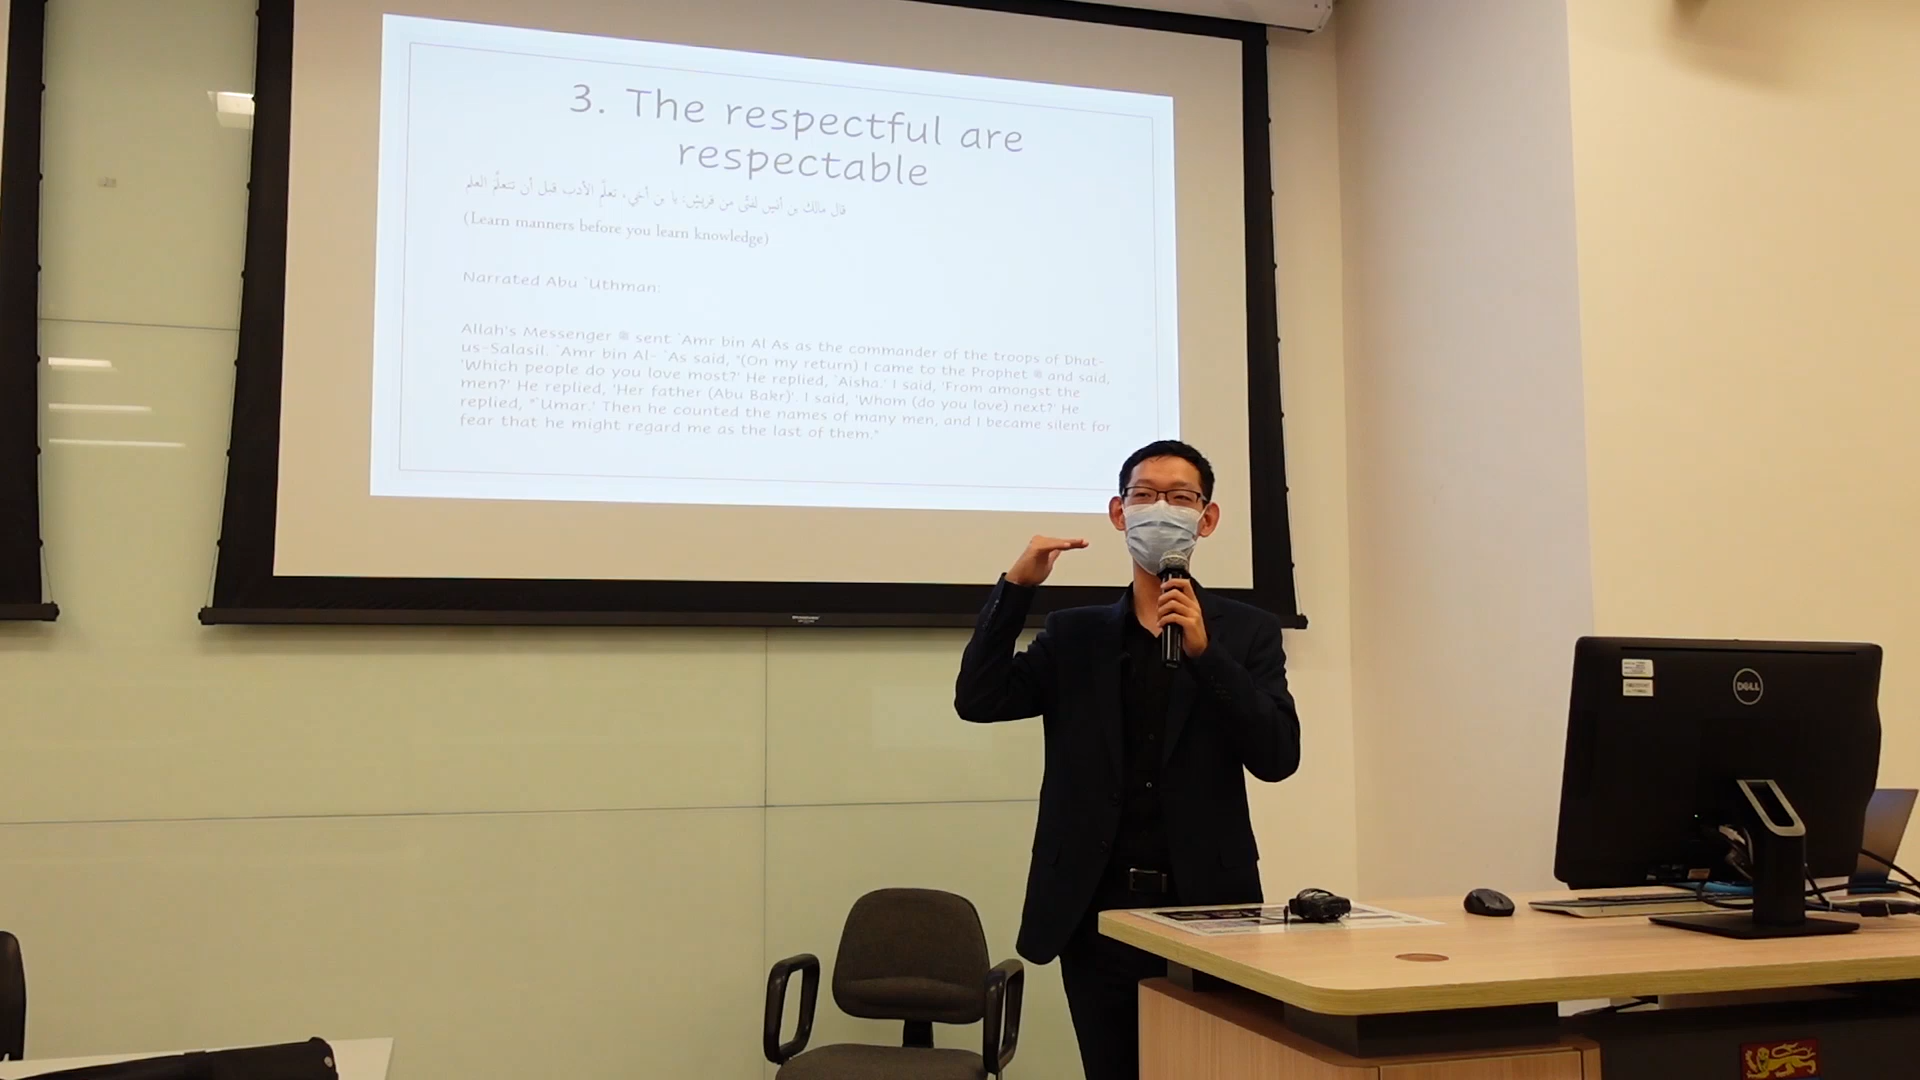 3. The respectful are
respectable
قال مالك بن أنس لفتى من قريش: يا بن أخي، تعلّم الأدب قبل أن تتعلّم العلم
(Learn manners before you learn knowledge)
Narrated Abu `Uthman:
Allah's Messenger ﷺ sent `Amr bin Al As as the commander of the troops of Dhat-
us-Salasil. `Amr bin Al- `As said, "(On my return) I came to the Prophet ﷺ and said,
'Which people do you love most?' He replied, `Aisha.' I said, 'From amongst the
men?' He replied, 'Her father (Abu Bakr)'. I said, 'Whom (do you love) next?' He
replied, "`Umar.' Then he counted the names of many men, and I became silent for
fear that he might regard me as the last of them."
DELL